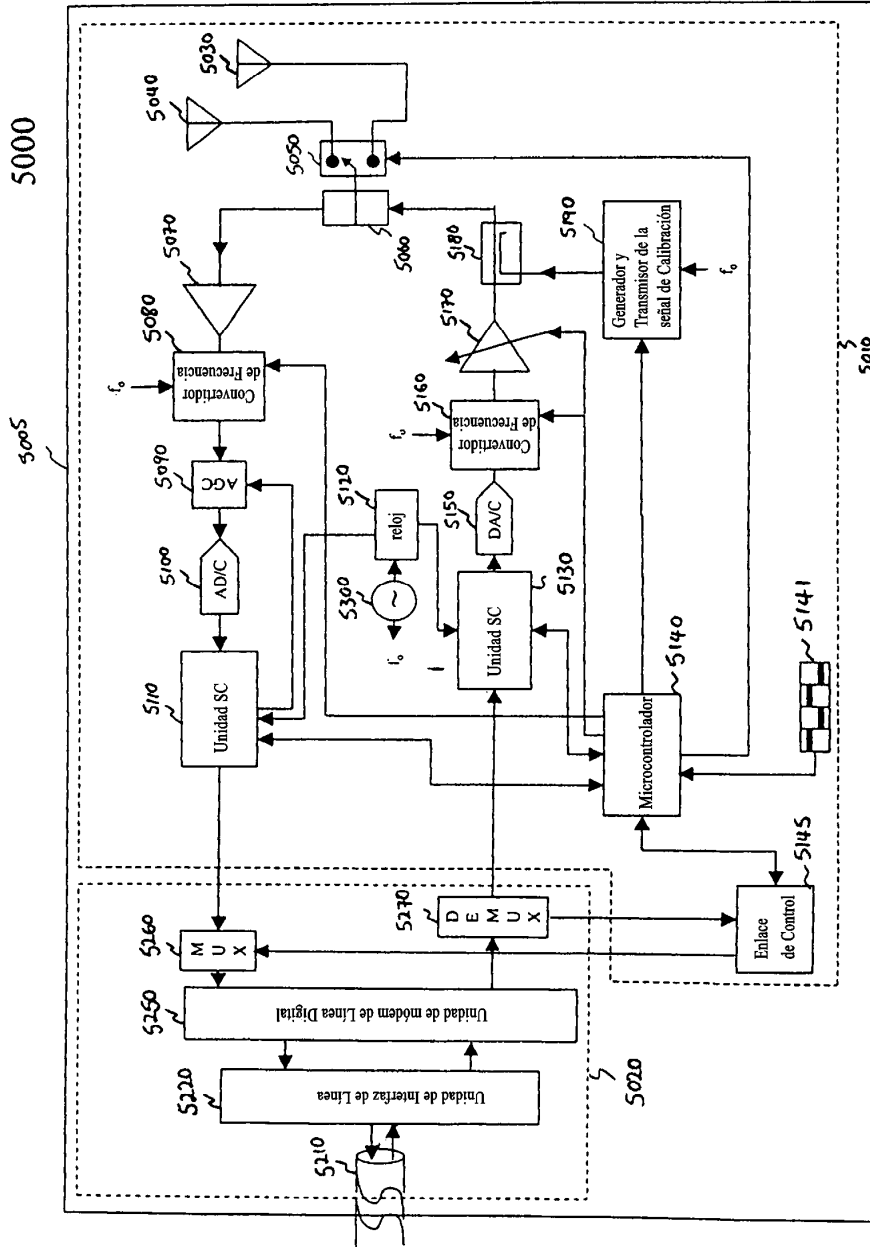 5000
5005
5010
5020
5030
5040
5050
5060
5070
5080
Convertidor
de Frecuencia
f₀
5090
AGC
5100
AD/C
5110
Unidad SC
5120
reloj
5300
~
f₀
5130
Unidad SC
5150
DA/C
5160
Convertidor
de Frecuencia
f₀
5170
5180
5190
Generador y
Transmisor de la
señal de Calibración
f₀
5140
Microcontrolador
5141
5145
Enlace
de Control
5260
MUX
5270
DEMUX
5250
Unidad de módem de Línea Digital
5220
Unidad de Interfaz de Línea
5210